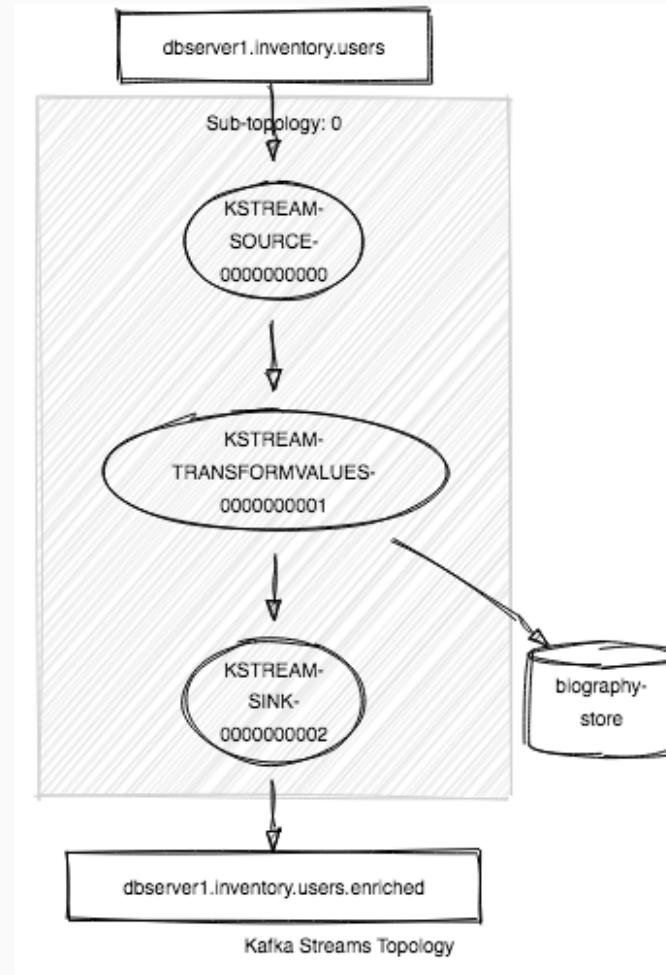 dbserver1.inventory.users
Sub-topology: 0
KSTREAM-
SOURCE-
0000000000
KSTREAM-
TRANSFORMVALUES-
0000000001
KSTREAM-
SINK-
0000000002
biography-
store
dbserver1.inventory.users.enriched
Kafka Streams Topology